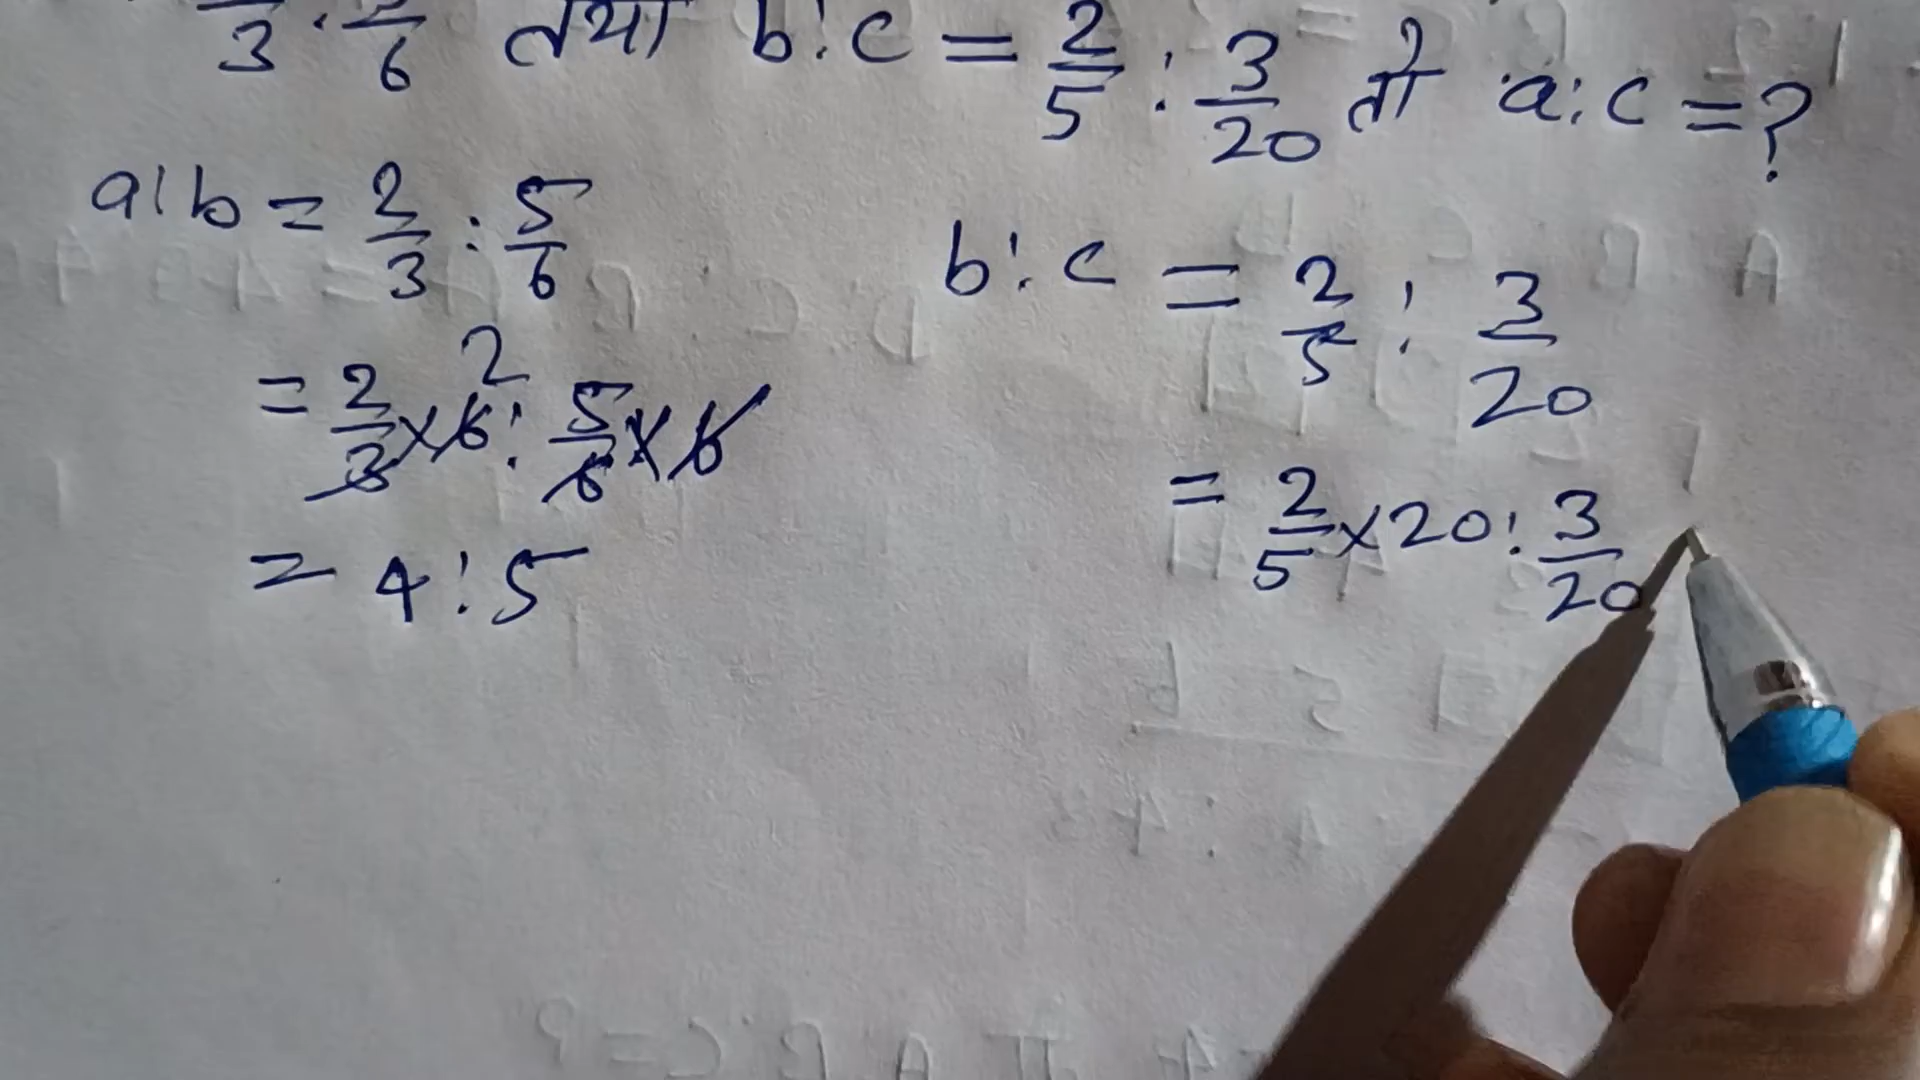 3 : 6 तथा b:c = 2/5 : 3/20 तो a:c = ?
a:b = 2/3 : 5/6
= 2/3 × 6 2 : 5/6 × 6
= 4:5
b:c = 2/5 : 3/20
= 2/5 × 20 : 3/20